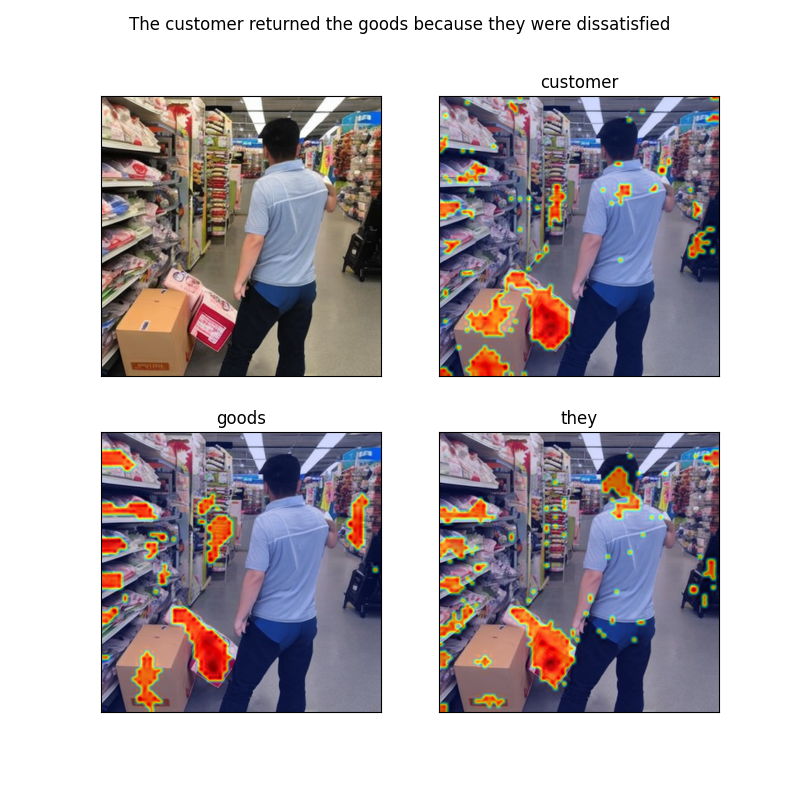 The customer returned the goods because they were dissatisfied
customer
goods
they